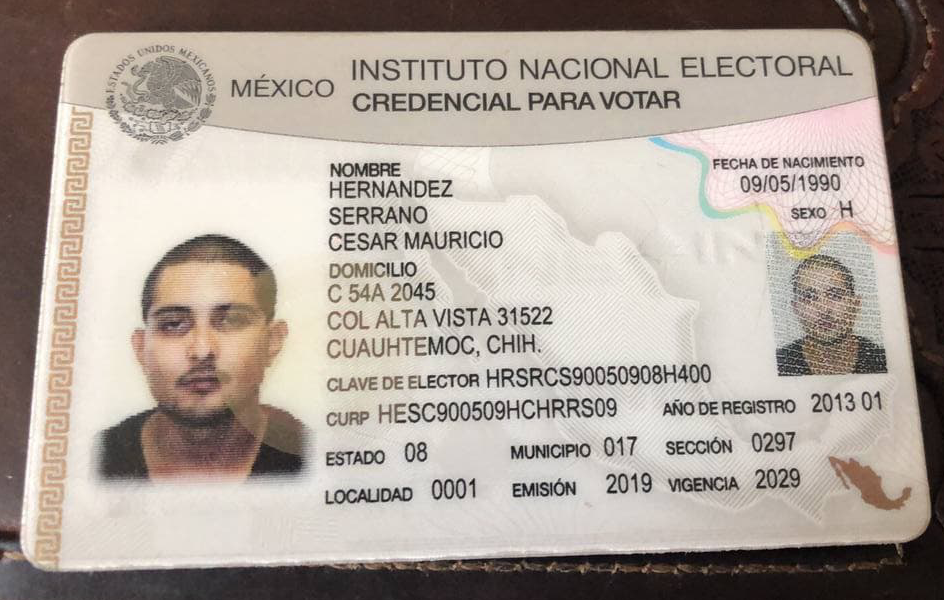 ESTADOS UNIDOS MEXICANOS
MÉXICO INSTITUTO NACIONAL ELECTORAL
CREDENCIAL PARA VOTAR
NOMBRE
HERNANDEZ
SERRANO
CESAR MAURICIO
FECHA DE NACIMIENTO
09/05/1990
SEXO H
DOMICILIO
C 54A 2045
COL ALTA VISTA 31522
CUAUHTEMOC, CHIH.
CLAVE DE ELECTOR HRSRCS90050908H400
CURP HESC900509HCHRRS09 AÑO DE REGISTRO 2013 01
ESTADO 08 MUNICIPIO 017 SECCIÓN 0297
LOCALIDAD 0001 EMISIÓN 2019 VIGENCIA 2029